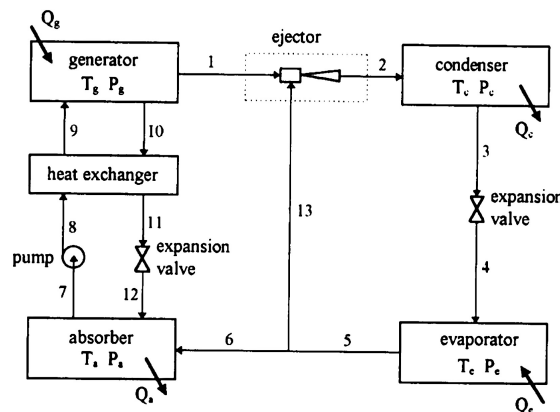 Qg
generator
Tg Pg
1
ejector
2
condenser
Tc Pc
Qc
9
10
3
heat exchanger
expansion
valve
8
11
13
pump
expansion
valve
4
7
12
absorber
Ta Pa
6
5
evaporator
Te Pe
Qa
Qe